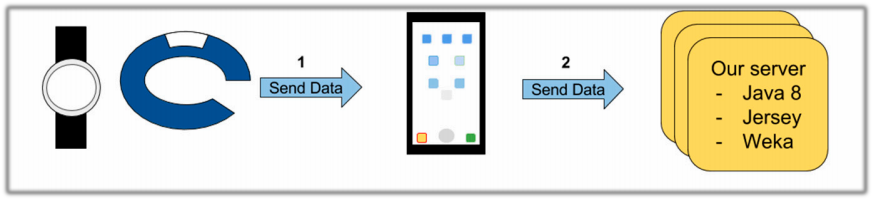 1
Send Data
2
Send Data
Our server
- Java 8
- Jersey
- Weka